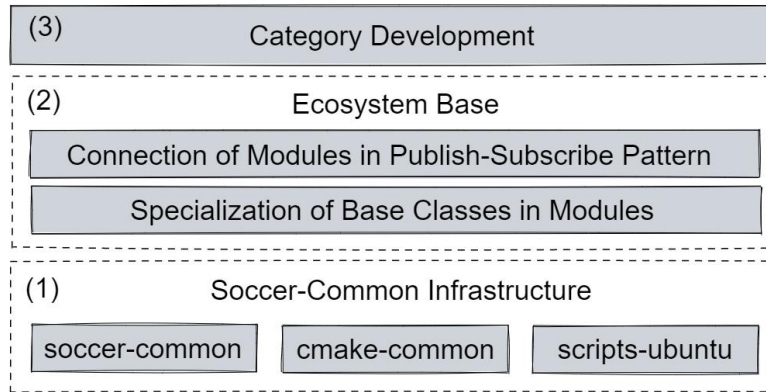 (3) Category Development
(2) Ecosystem Base
Connection of Modules in Publish-Subscribe Pattern
Specialization of Base Classes in Modules
(1) Soccer-Common Infrastructure
soccer-common cmake-common scripts-ubuntu